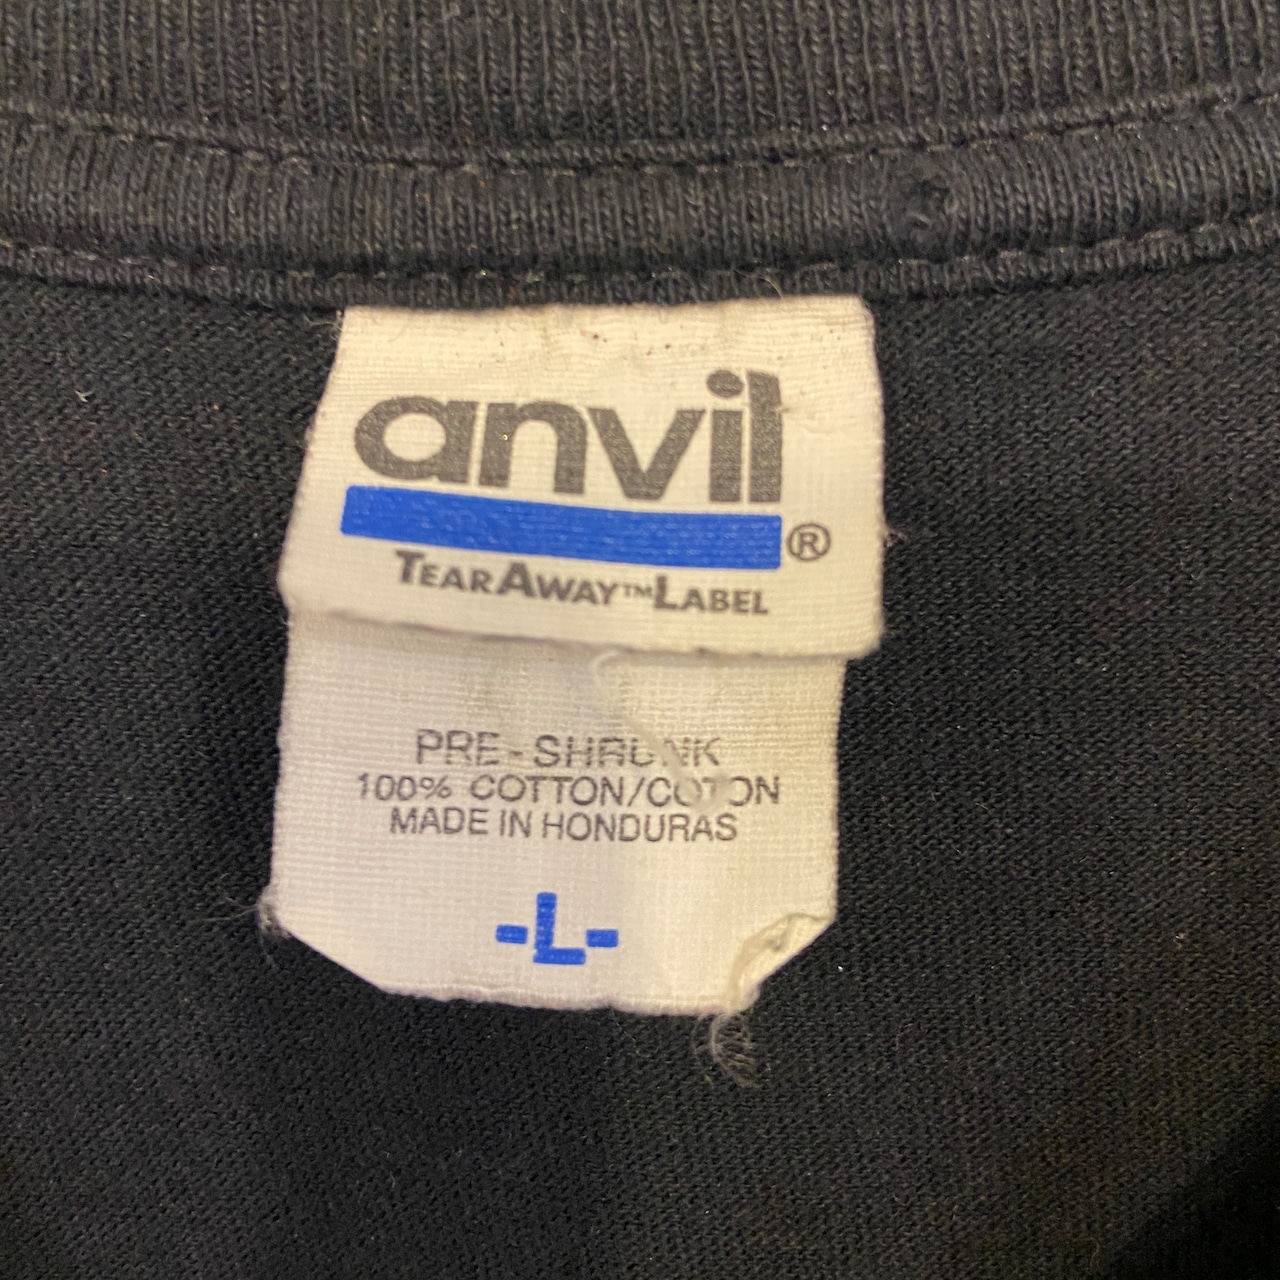 anvil®
TEARAWAY™LABEL
PRE-SHRUNK
100% COTTON/COTON
MADE IN HONDURAS
-L-